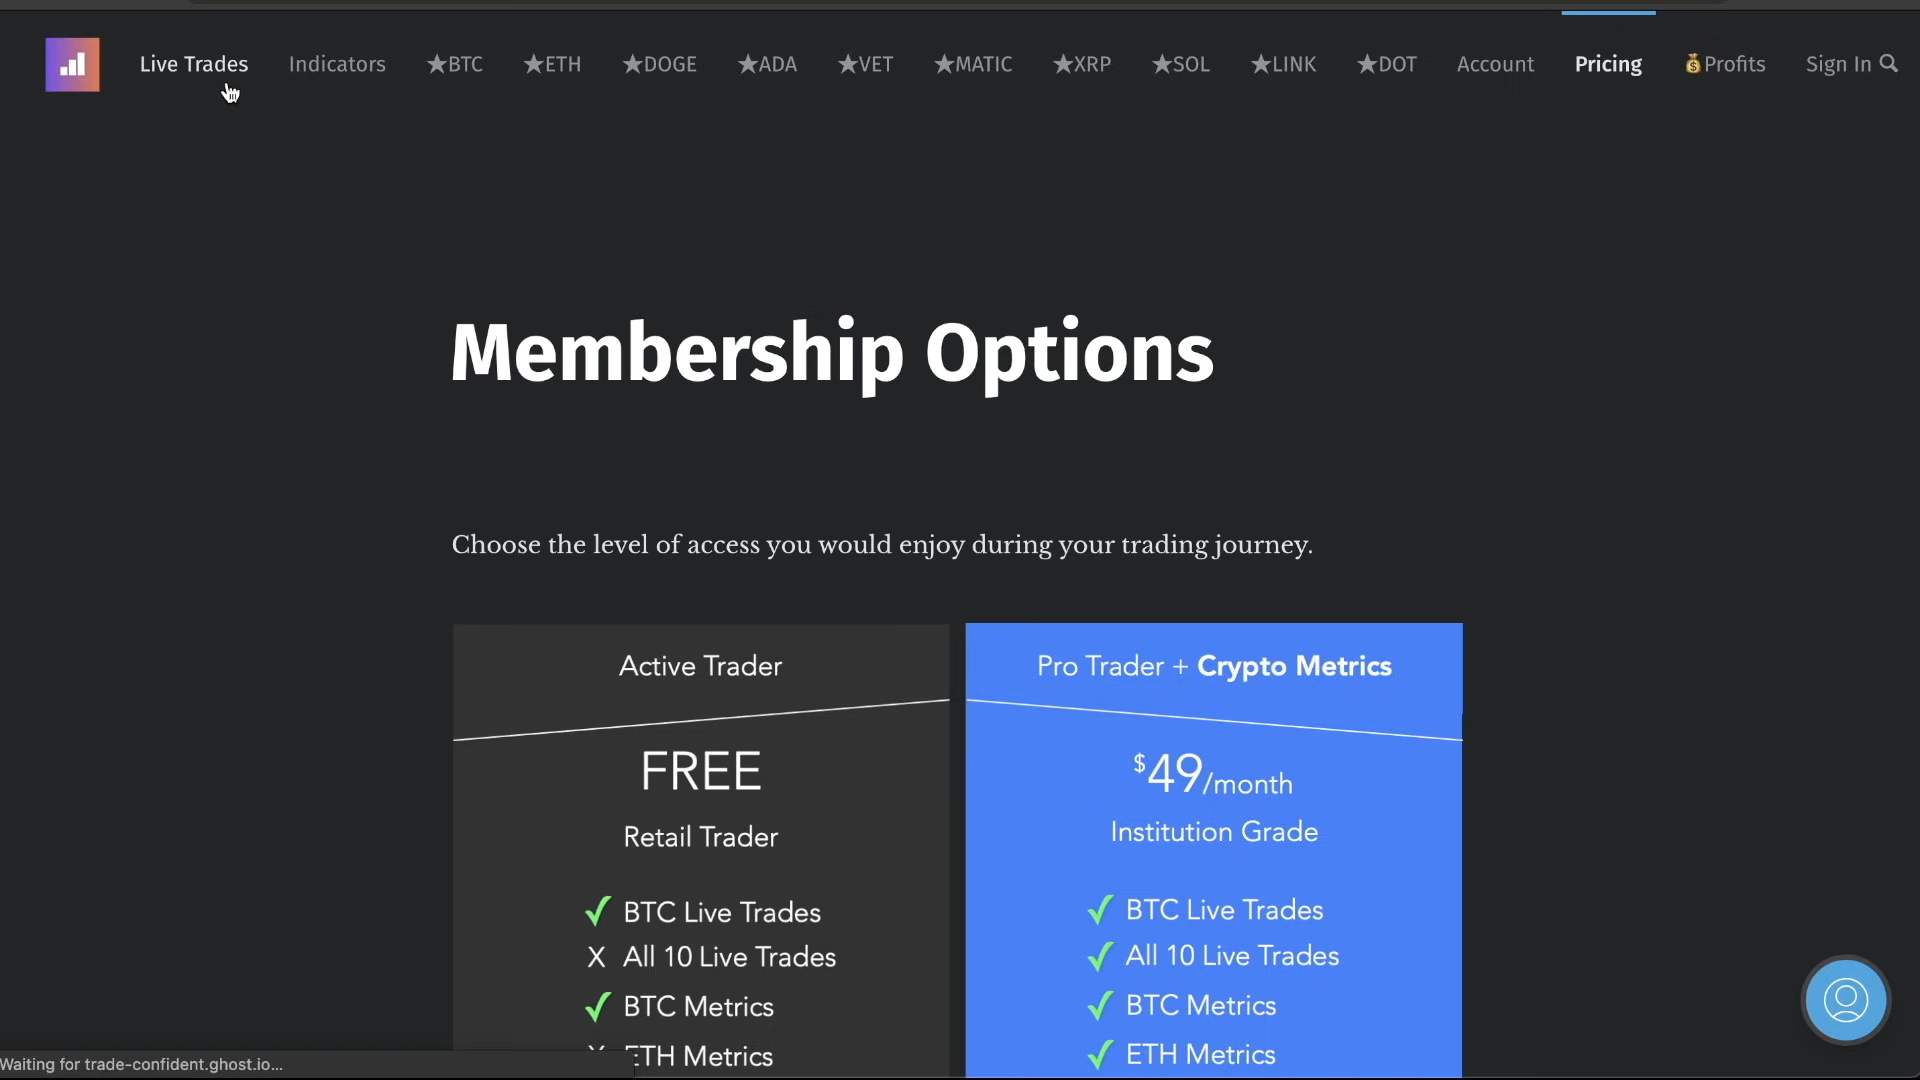 Live Trades Indicators ★BTC ★ETH ★DOGE ★ADA ★VET ★MATIC ★XRP ★SOL ★LINK ★DOT Account Pricing 💰Profits Sign In
Membership Options
Choose the level of access you would enjoy during your trading journey.
Active Trader
FREE
Retail Trader
✓ BTC Live Trades
X All 10 Live Trades
✓ BTC Metrics
X ETH Metrics
Pro Trader + Crypto Metrics
$49/month
Institution Grade
✓ BTC Live Trades
✓ All 10 Live Trades
✓ BTC Metrics
✓ ETH Metrics
Waiting for trade-confident.ghost.io...